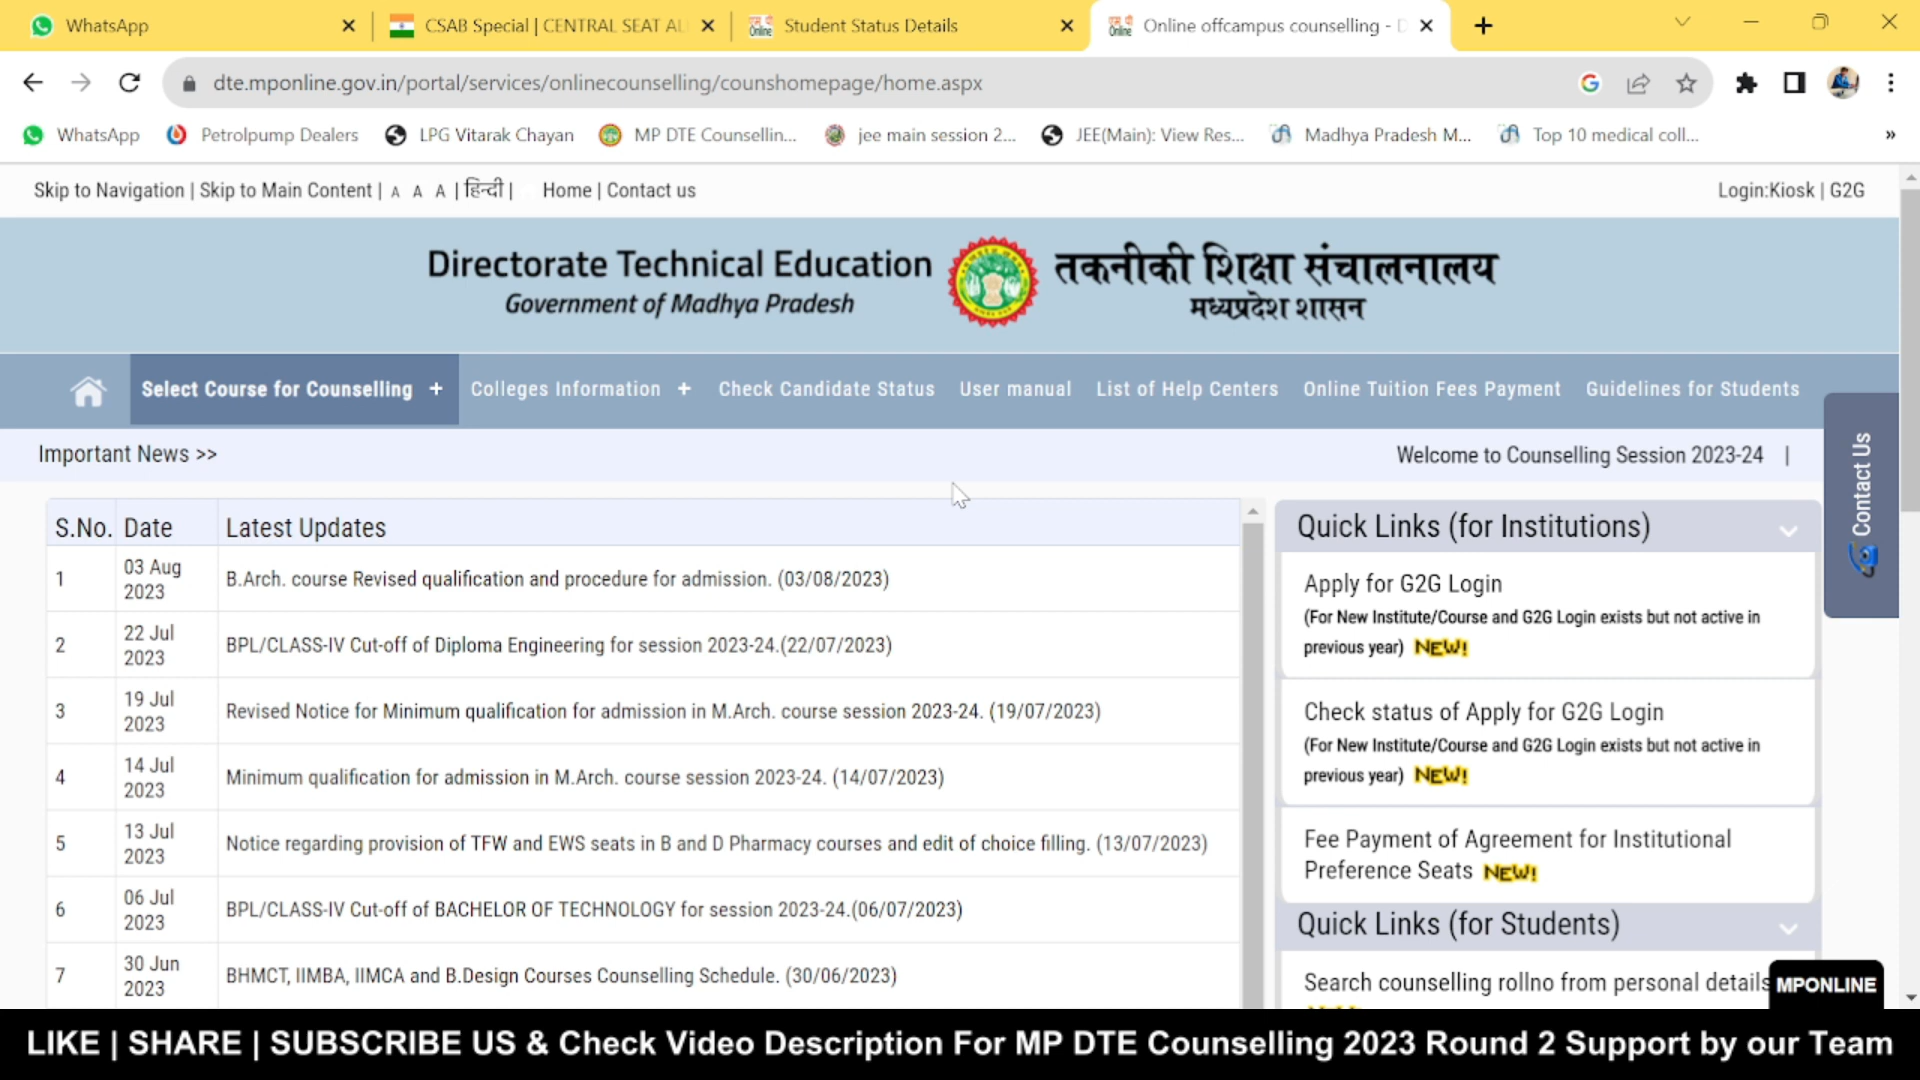 WhatsApp
CSAB Special | CENTRAL SEAT AL
Student Status Details
Online offcampus counselling - D
dte.mponline.gov.in/portal/services/onlinecounselling/counshomepage/home.aspx
WhatsApp
Petrolpump Dealers
LPG Vitarak Chayan
MP DTE Counsellin...
jee main session 2...
JEE(Main): View Res...
Madhya Pradesh M...
Top 10 medical coll...
»
Skip to Navigation | Skip to Main Content | A A A | हिन्दी | Home | Contact us
Login:Kiosk | G2G
Directorate Technical Education
Government of Madhya Pradesh
तकनीकी शिक्षा संचालनालय
मध्यप्रदेश शासन
Select Course for Counselling +
Colleges Information +
Check Candidate Status
User manual
List of Help Centers
Online Tuition Fees Payment
Guidelines for Students
Important News >>
Welcome to Counselling Session 2023-24 |
Contact Us
S.No. Date Latest Updates
1 03 Aug 2023 B.Arch. course Revised qualification and procedure for admission. (03/08/2023)
2 22 Jul 2023 BPL/CLASS-IV Cut-off of Diploma Engineering for session 2023-24.(22/07/2023)
3 19 Jul 2023 Revised Notice for Minimum qualification for admission in M.Arch. course session 2023-24. (19/07/2023)
4 14 Jul 2023 Minimum qualification for admission in M.Arch. course session 2023-24. (14/07/2023)
5 13 Jul 2023 Notice regarding provision of TFW and EWS seats in B and D Pharmacy courses and edit of choice filling. (13/07/2023)
6 06 Jul 2023 BPL/CLASS-IV Cut-off of BACHELOR OF TECHNOLOGY for session 2023-24.(06/07/2023)
7 30 Jun 2023 BHMCT, IIMBA, IIMCA and B.Design Courses Counselling Schedule. (30/06/2023)
Quick Links (for Institutions)
Apply for G2G Login
(For New Institute/Course and G2G Login exists but not active in
previous year) NEW!
Check status of Apply for G2G Login
(For New Institute/Course and G2G Login exists but not active in
previous year) NEW!
Fee Payment of Agreement for Institutional
Preference Seats NEW!
Quick Links (for Students)
Search counselling rollno from personal details
MPONLINE
LIKE | SHARE | SUBSCRIBE US & Check Video Description For MP DTE Counselling 2023 Round 2 Support by our Team